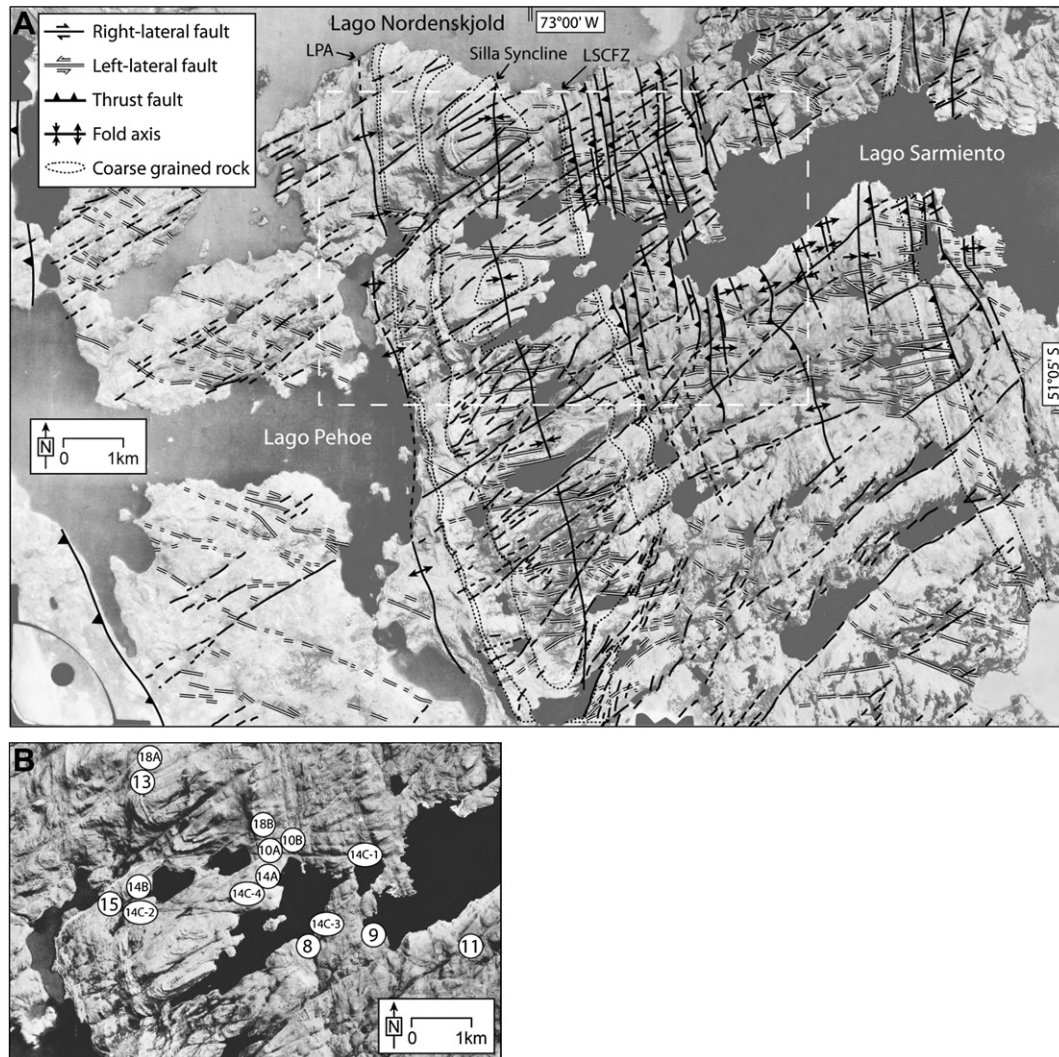 A
Lago Nordenskjold
73°00' W
LPA
Silla Syncline
LSCFZ
Right-lateral fault
Left-lateral fault
Thrust fault
Fold axis
Coarse grained rock
Lago Sarmiento
51°05' S
Lago Pehoe
N
0 1km
B
18A
13
18B
10B
10A
14C-1
14A
14B
14C-4
15
14C-2
14C-3
8
9
11
N
0 1km